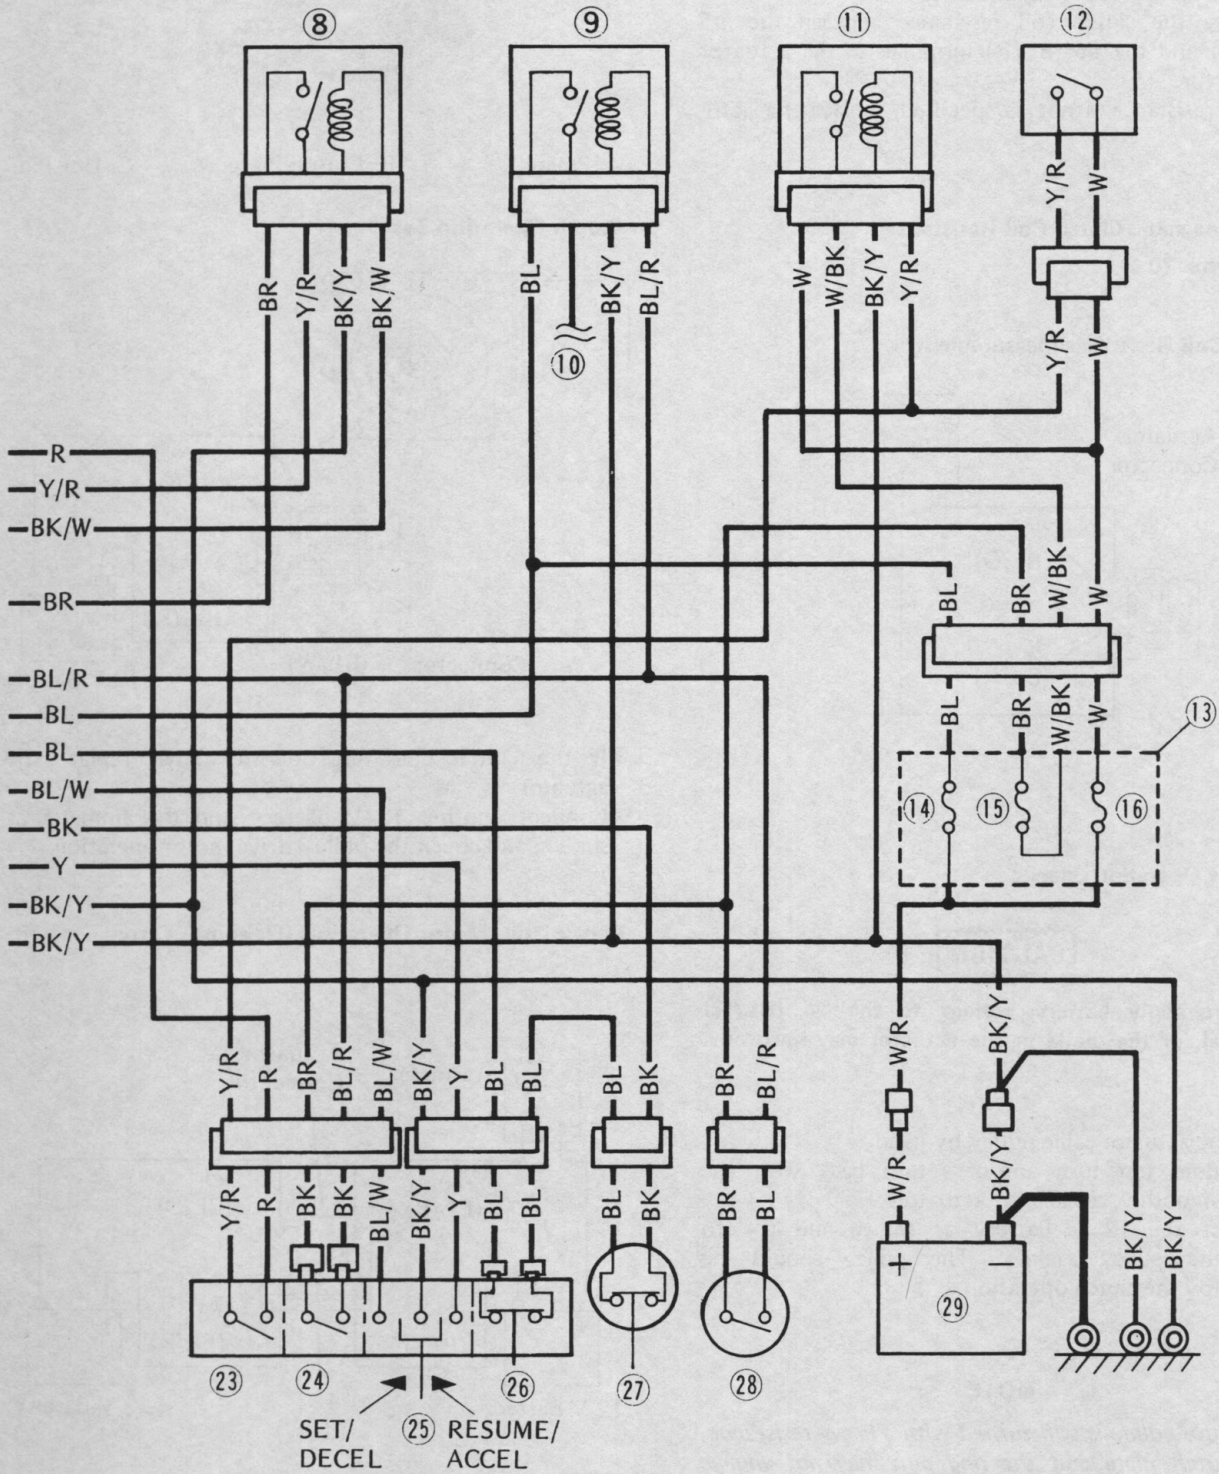 8 9 11 12
BR Y/R BK/Y BK/W BL BK/Y BL/R W W/BK BK/Y Y/R Y/R W
10
Y/R W
R
Y/R
BK/W
BR
BL BR W/BK W
BL/R
BL
BL BR W/BK W
13
BL
BL/W
BK
Y
14 15 16
BK/Y
BK/Y
Y/R R BR BL/R BL/W BK/Y Y BL BL BL BK BR BL/R W/R BK/Y
Y/R R BK BK BL/W BK/Y Y BL BL BL BK BR BL W/R BK/Y BK/Y BK/Y
+ −
29
23 24 25 26 27 28
SET/
DECEL
RESUME/
ACCEL